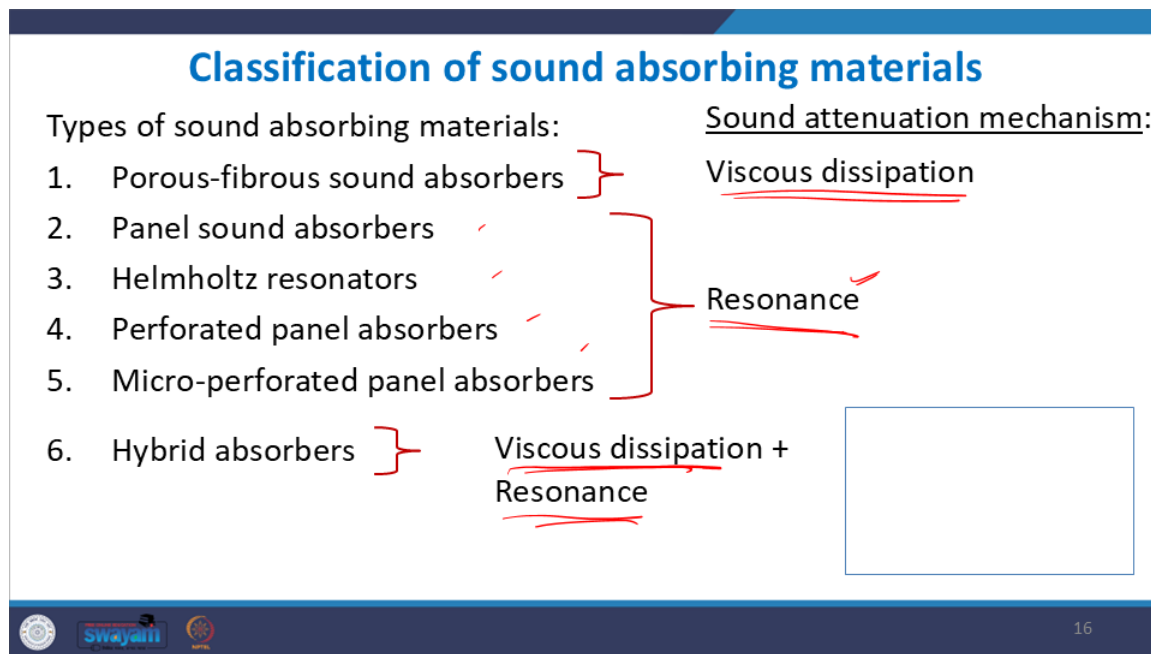 Classification of sound absorbing materials
Types of sound absorbing materials:
Sound attenuation mechanism:
1. Porous-fibrous sound absorbers
Viscous dissipation
2. Panel sound absorbers
3. Helmholtz resonators
Resonance
4. Perforated panel absorbers
5. Micro-perforated panel absorbers
6. Hybrid absorbers
Viscous dissipation +
Resonance
swayam
16